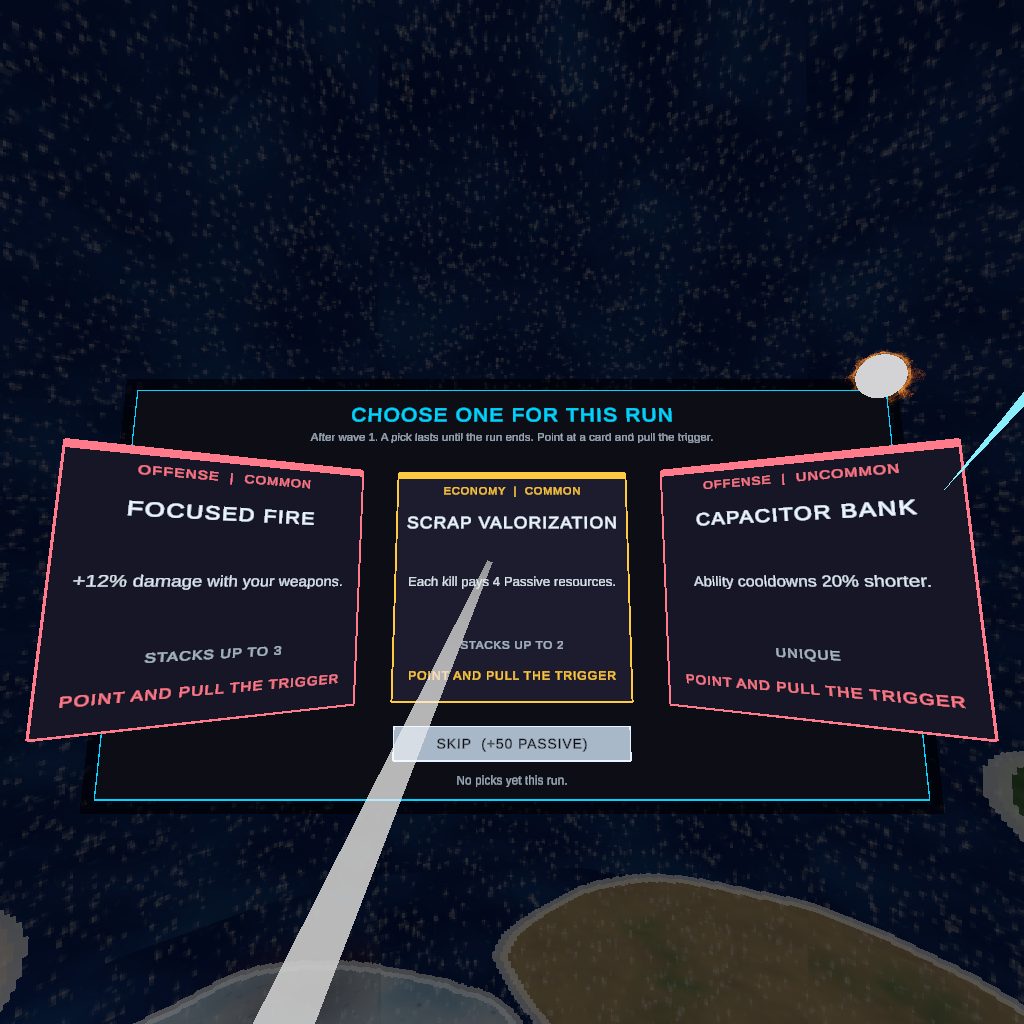 CHOOSE ONE FOR THIS RUN
After wave 1. A pick lasts until the run ends. Point at a card and pull the trigger.
OFFENSE | COMMON
FOCUSED FIRE
+12% damage with your weapons.
STACKS UP TO 3
POINT AND PULL THE TRIGGER
ECONOMY | COMMON
SCRAP VALORIZATION
Each kill pays 4 Passive resources.
STACKS UP TO 2
POINT AND PULL THE TRIGGER
OFFENSE | UNCOMMON
CAPACITOR BANK
Ability cooldowns 20% shorter.
UNIQUE
POINT AND PULL THE TRIGGER
SKIP (+50 PASSIVE)
No picks yet this run.